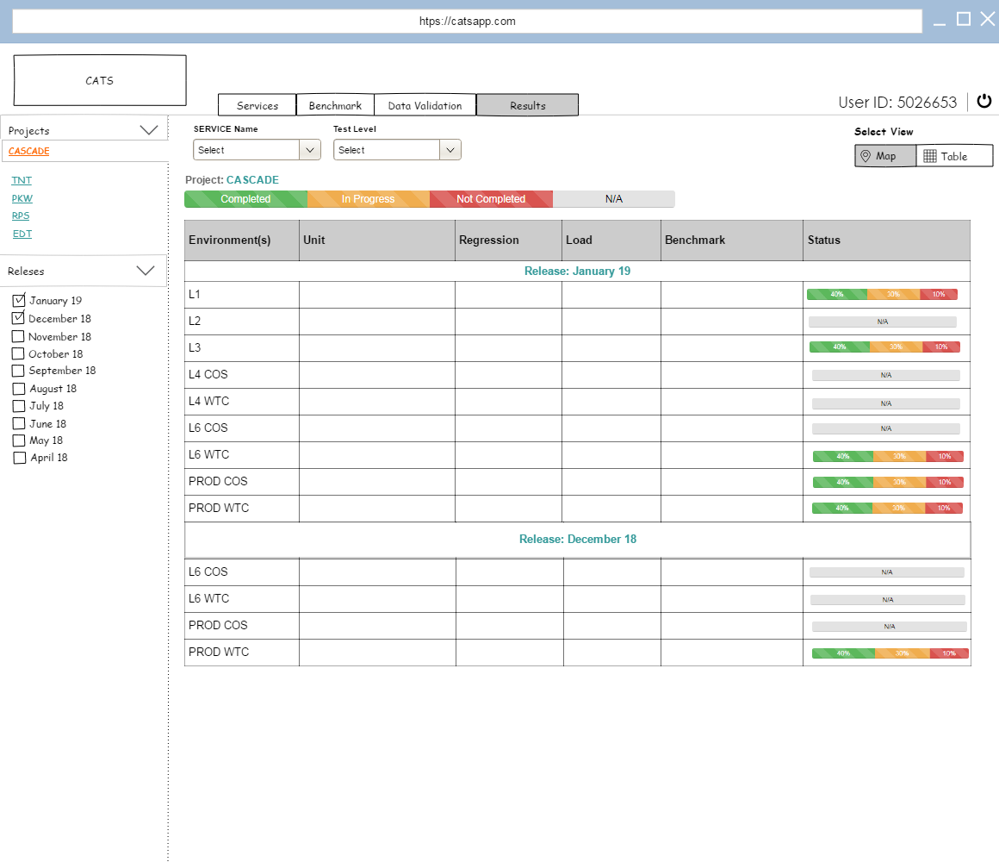 htps://catsapp.com
CATS
Services Benchmark Data Validation Results
User ID: 5026653
Projects
CASCADE
TNT
PKW
RPS
EDT
Releses
January 19
December 18
November 18
October 18
September 18
August 18
July 18
June 18
May 18
April 18
SERVICE Name Test Level
Select Select
Select View
Map Table
Project: CASCADE
Completed In Progress Not Completed N/A
Environment(s) Unit Regression Load Benchmark Status
Release: January 19
L1 40% 30% 10%
L2 N/A
L3 40% 30% 10%
L4 COS N/A
L4 WTC N/A
L6 COS N/A
L6 WTC 40% 30% 10%
PROD COS 40% 30% 10%
PROD WTC 40% 30% 10%
Release: December 18
L6 COS N/A
L6 WTC N/A
PROD COS N/A
PROD WTC 40% 30% 10%